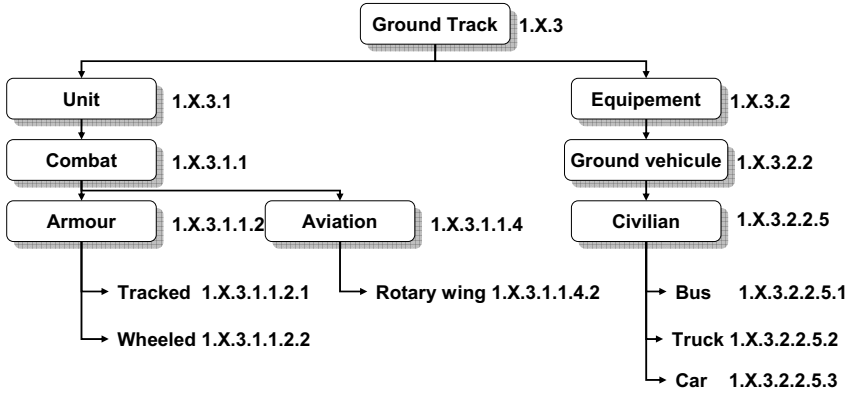 Ground Track 1.X.3
Unit 1.X.3.1 Equipement 1.X.3.2
Combat 1.X.3.1.1 Ground vehicule 1.X.3.2.2
Armour 1.X.3.1.1.2 Aviation 1.X.3.1.1.4 Civilian 1.X.3.2.2.5
Tracked 1.X.3.1.1.2.1 Rotary wing 1.X.3.1.1.4.2 Bus 1.X.3.2.2.5.1
Wheeled 1.X.3.1.1.2.2 Truck 1.X.3.2.2.5.2
Car 1.X.3.2.2.5.3